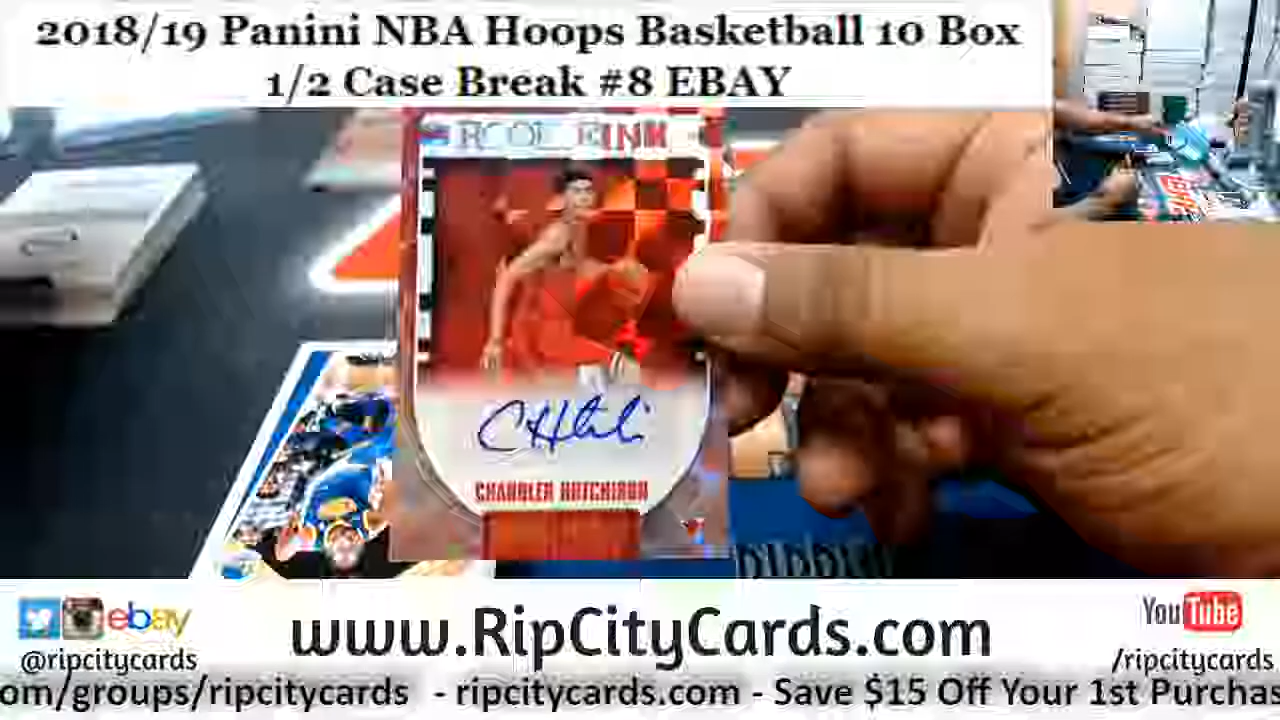 2018/19 Panini NBA Hoops Basketball 10 Box
1/2 Case Break #8 EBAY
INK
CHANDLER HUTCHISON
ebay
@ripcitycards
www.RipCityCards.com
YouTube
/ripcitycards
om/groups/ripcitycards - ripcitycards.com - Save $15 Off Your 1st Purchas